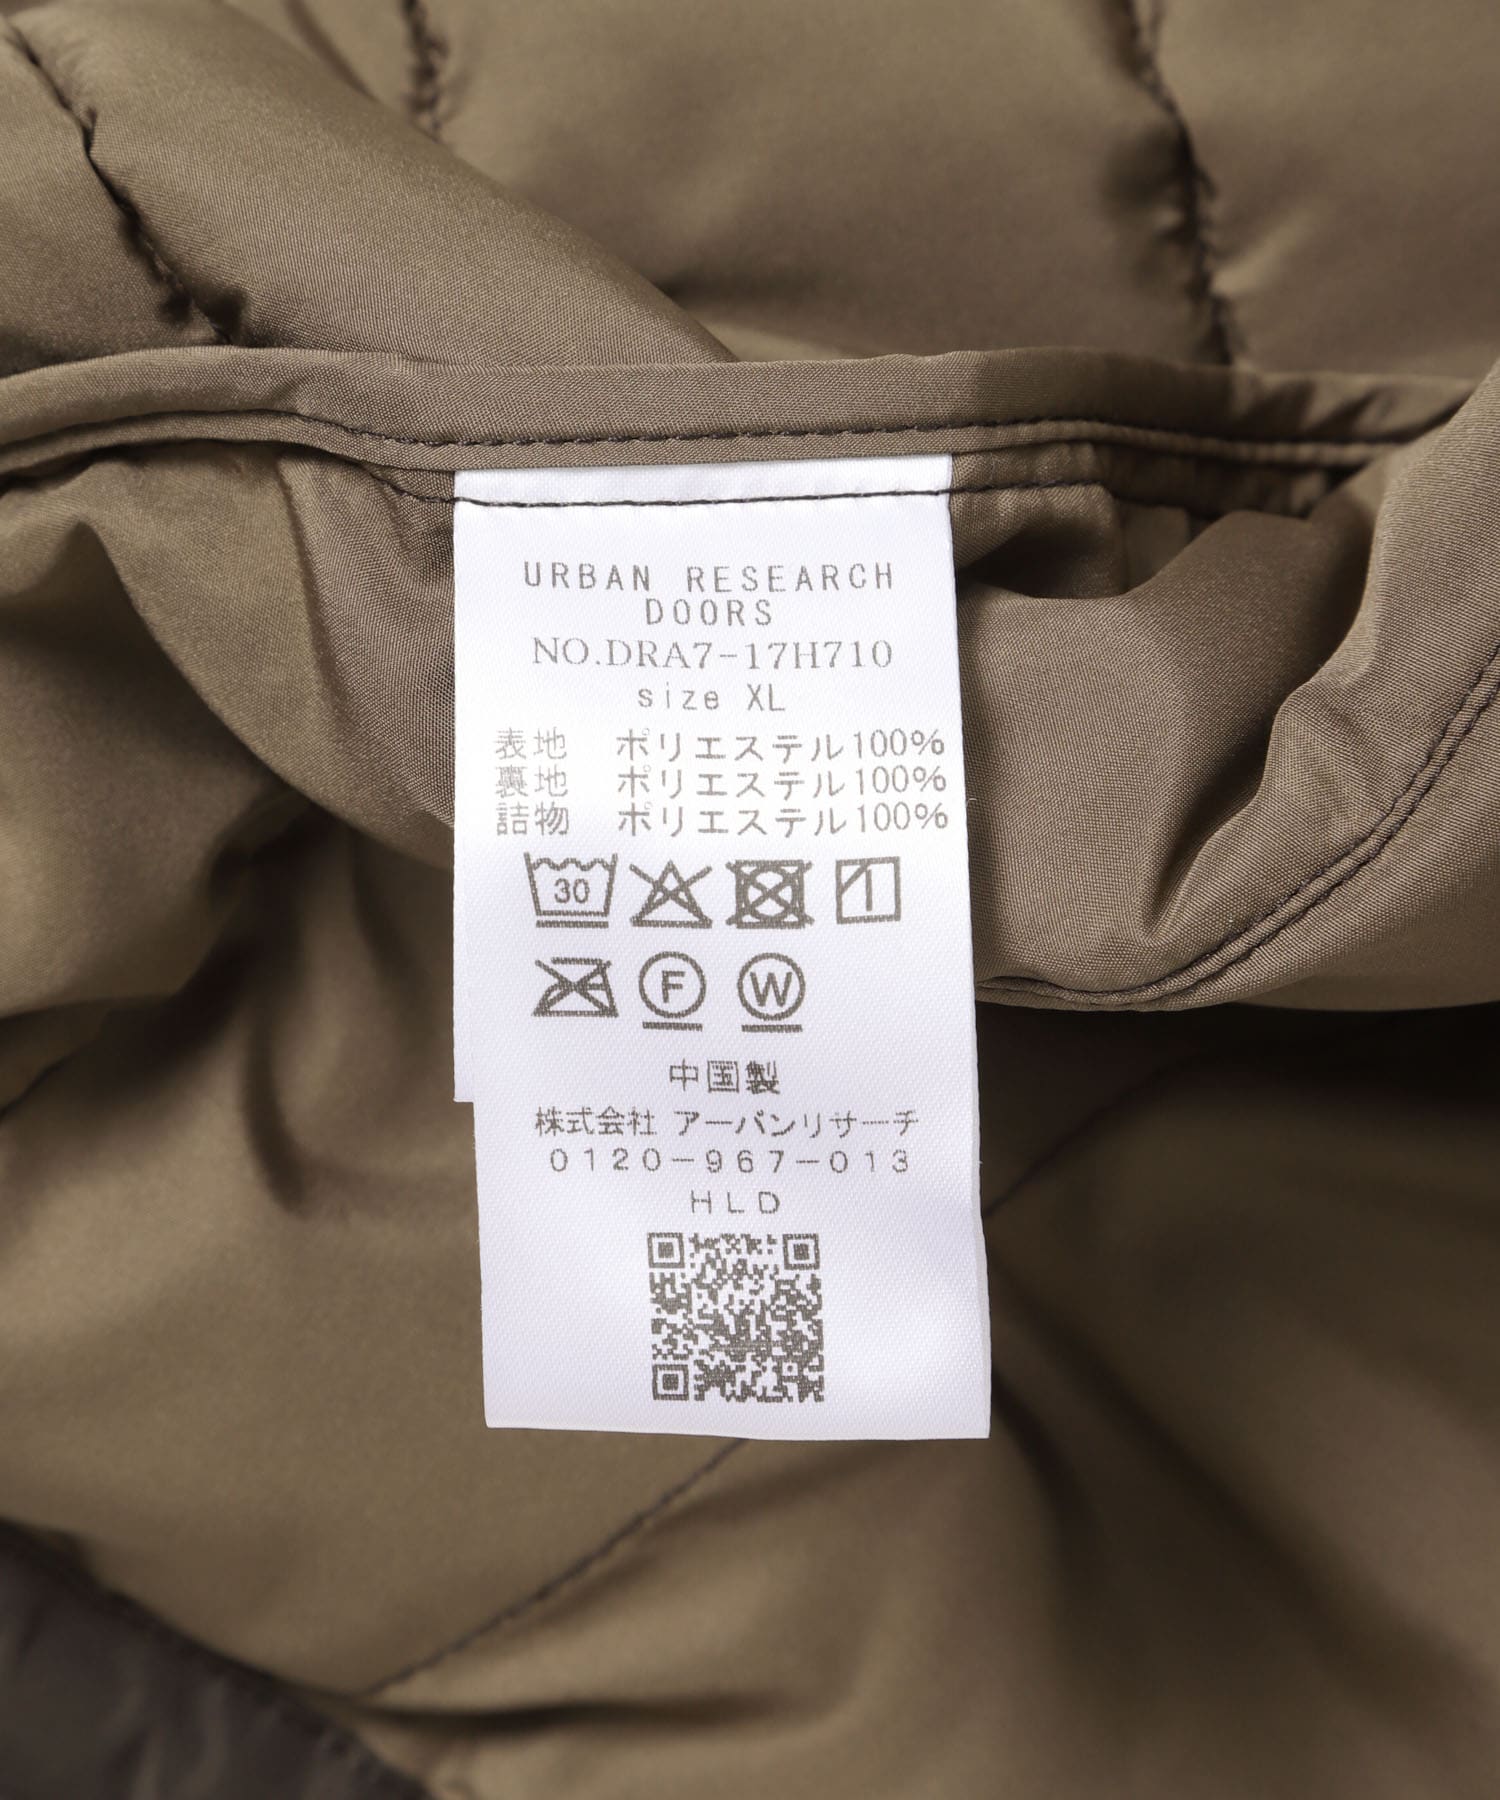 URBAN RESEARCH
DOORS
NO.DRA7-17H710
size XL
表地 ポリエステル100%
裏地 ポリエステル100%
詰物 ポリエステル100%
30
F W
中国製
株式会社 アーバンリサーチ
0120-967-013
HLD